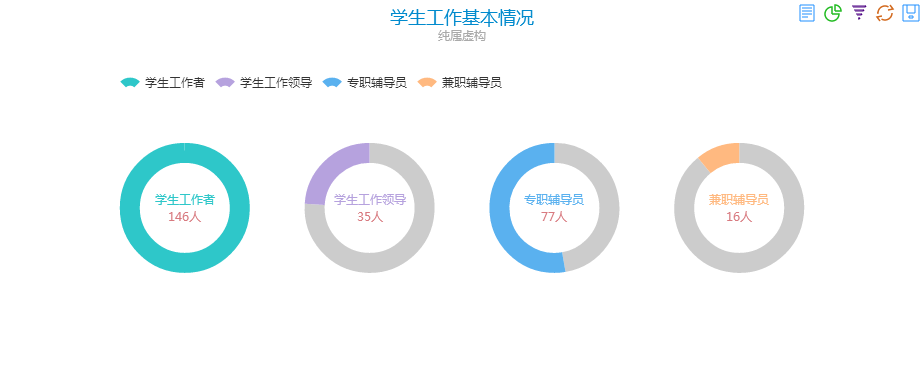 学生工作基本情况
纯属虚构
学生工作者 学生工作领导 专职辅导员 兼职辅导员
学生工作者 学生工作领导 专职辅导员 兼职辅导员
146人 35人 77人 16人